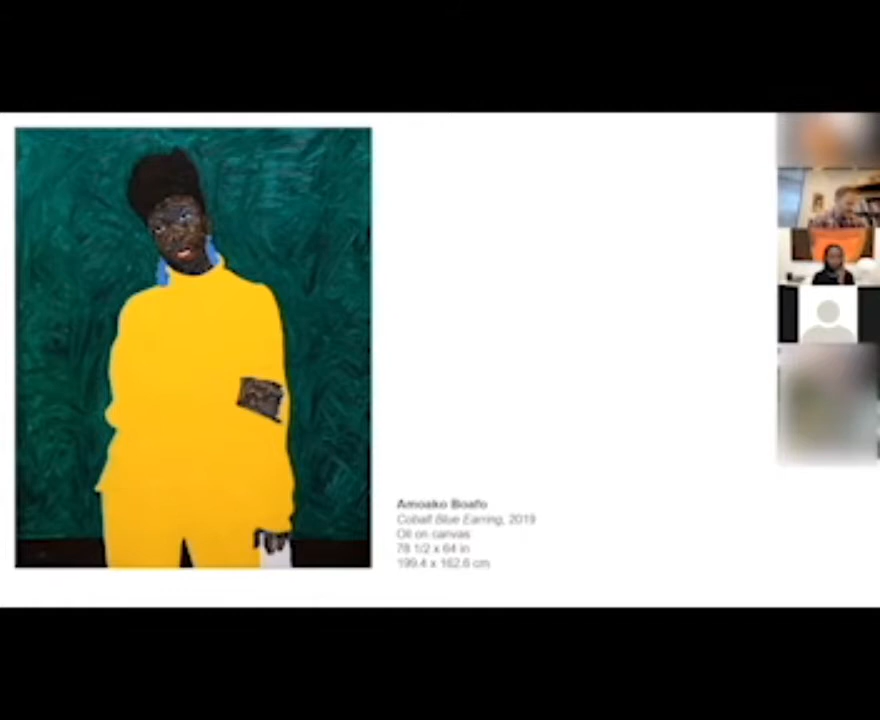 Amoako Boafo
Cobalt Blue Earring, 2019
Oil on canvas
78 1/2 x 64 in
199.4 x 162.6 cm